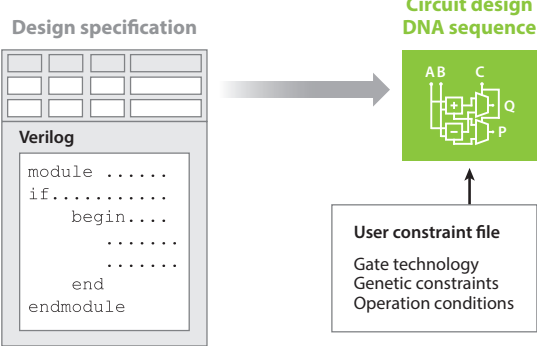 Design specification
Circuit design
DNA sequence
A B C
Q
P
Verilog
module ......
if...........
begin....
.......
.......
end
endmodule
User constraint file
Gate technology
Genetic constraints
Operation conditions